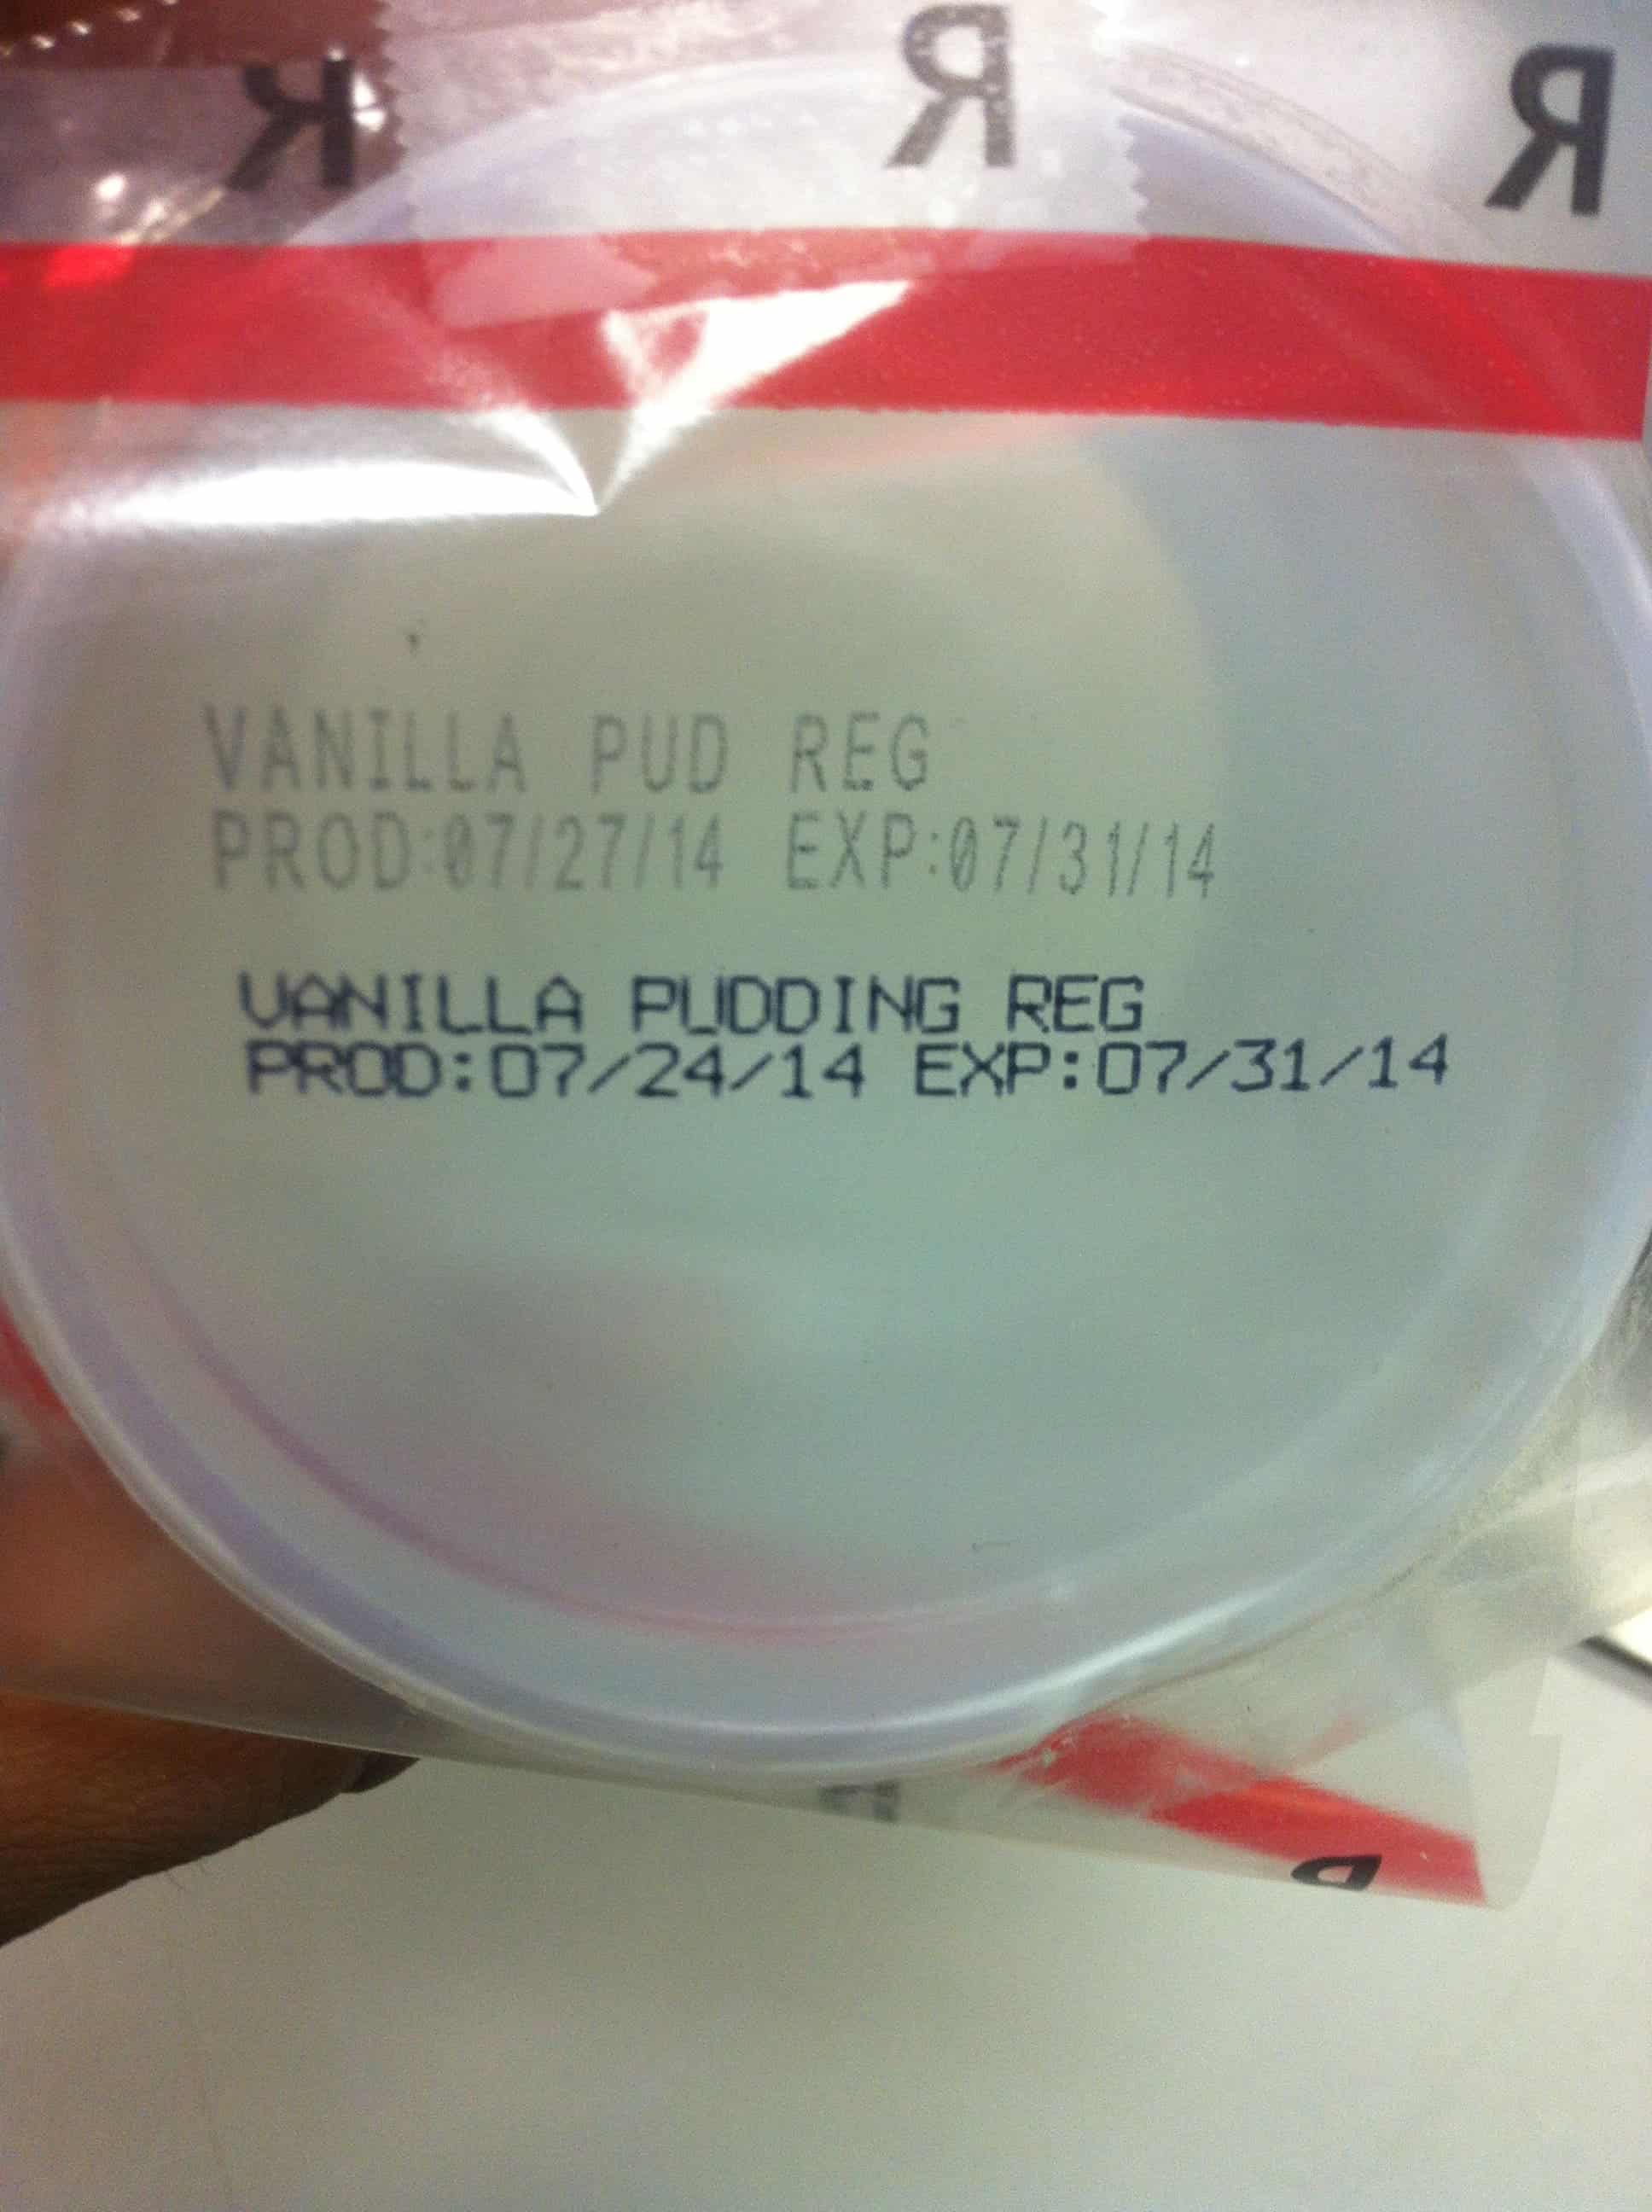 R
R
R
VANILLA PUD REG
PROD:07/27/14 EXP:07/31/14
VANILLA PUDDING REG
PROD:07/24/14 EXP:07/31/14